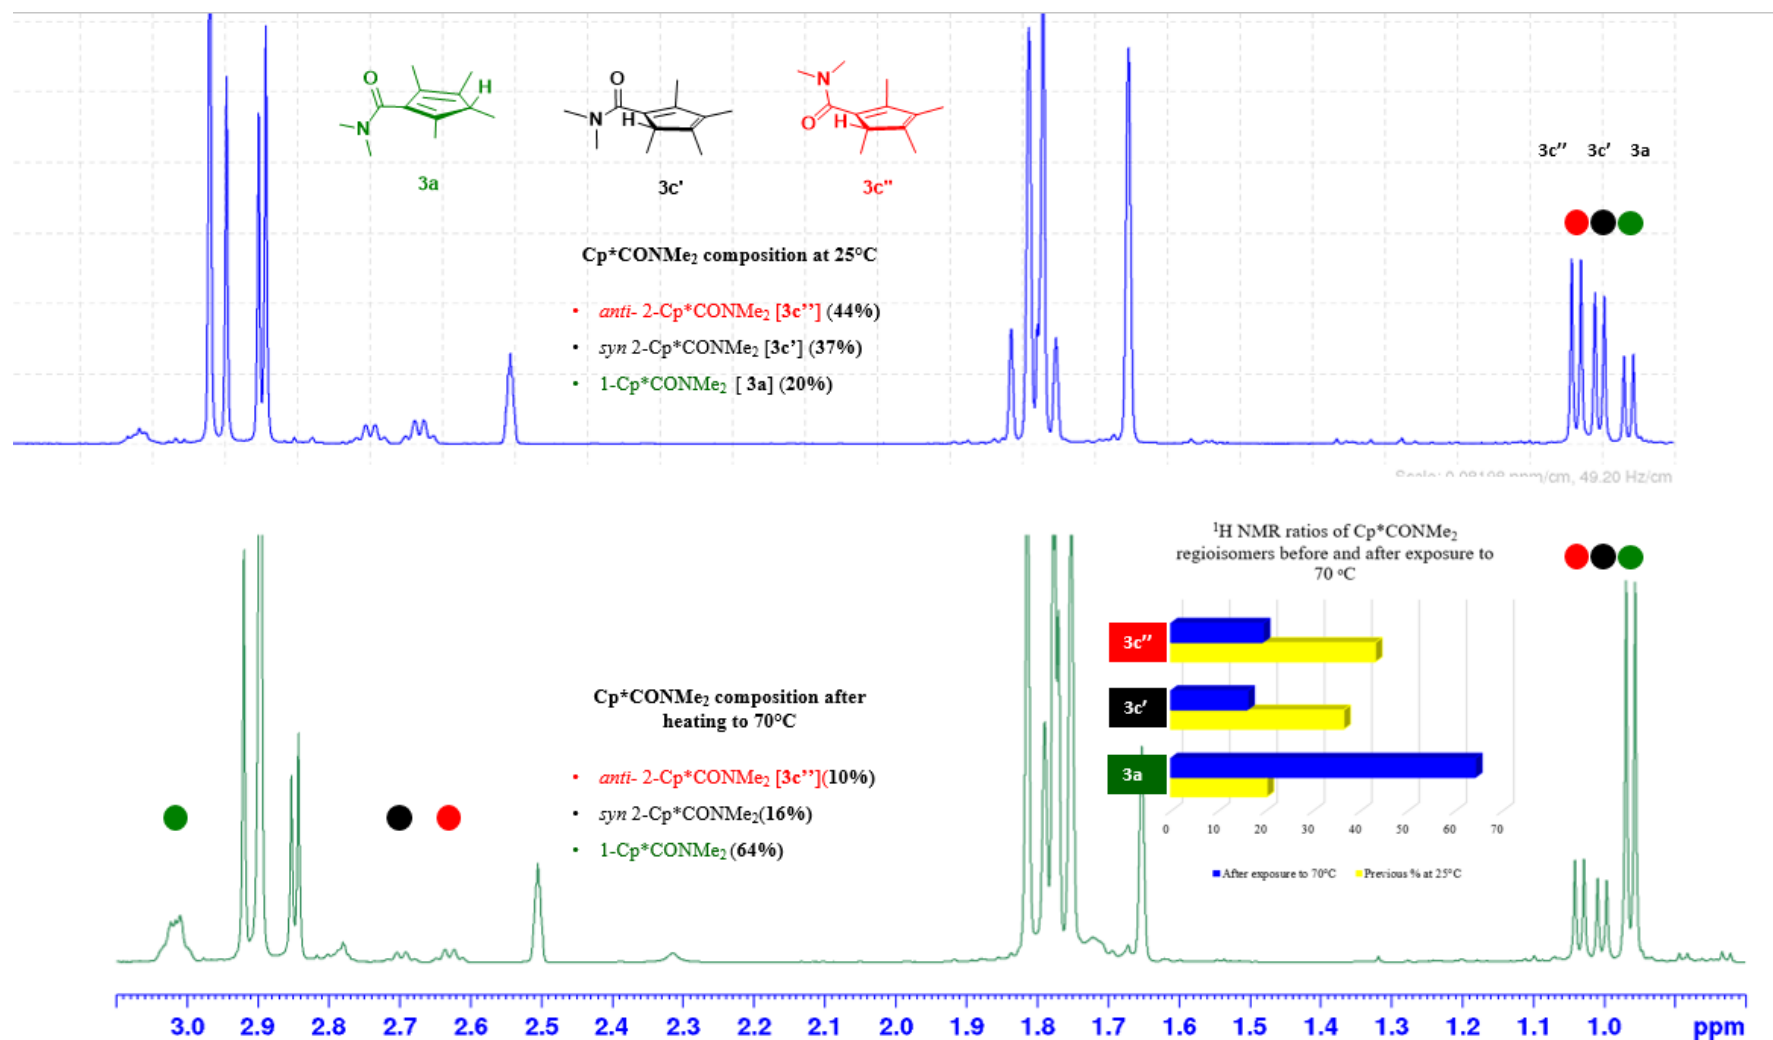 O
H
N
3a
O
N
H
3c'
N
O
H
3c"
3c'' 3c' 3a
Cp*CONMe₂ composition at 25°C
• anti- 2-Cp*CONMe₂ [3c''] (44%)
• syn 2-Cp*CONMe₂ [3c'] (37%)
• 1-Cp*CONMe₂ [ 3a] (20%)
ppm/cm, 49.20 Hz/cm
¹H NMR ratios of Cp*CONMe₂
regioisomers before and after exposure to
70 °C
3c''
3c'
3a
0 10 20 30 40 50 60 70
After exposure to 70°C Previous % at 25°C
Cp*CONMe₂ composition after
heating to 70°C
• anti- 2-Cp*CONMe₂ [3c''](10%)
• syn 2-Cp*CONMe₂(16%)
• 1-Cp*CONMe₂ (64%)
3.0 2.9 2.8 2.7 2.6 2.5 2.4 2.3 2.2 2.1 2.0 1.9 1.8 1.7 1.6 1.5 1.4 1.3 1.2 1.1 1.0 ppm